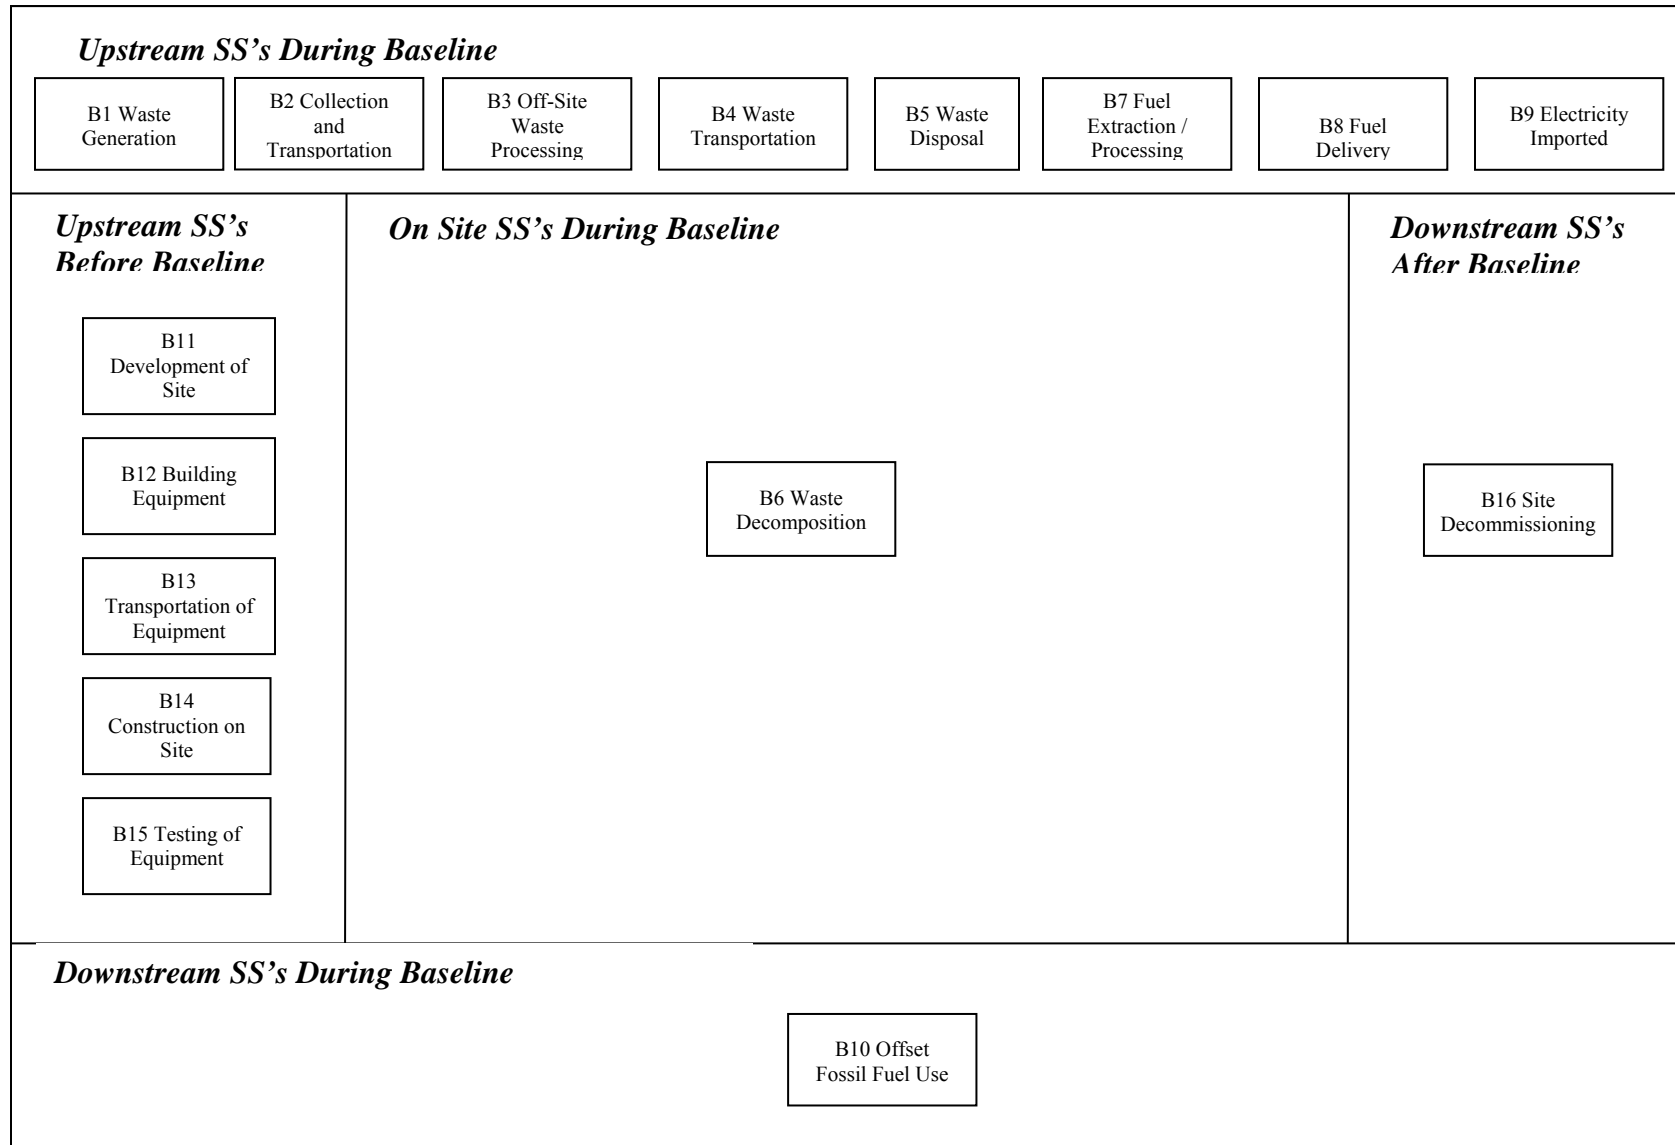 Upstream SS’s During Baseline
B1 Waste
Generation
B2 Collection
and
Transportation
B3 Off-Site
Waste
Processing
B4 Waste
Transportation
B5 Waste
Disposal
B7 Fuel
Extraction /
Processing
B8 Fuel
Delivery
B9 Electricity
Imported
Upstream SS’s
Before Baseline
B11
Development of
Site
B12 Building
Equipment
B13
Transportation of
Equipment
B14
Construction on
Site
B15 Testing of
Equipment
On Site SS’s During Baseline
B6 Waste
Decomposition
Downstream SS’s
After Baseline
B16 Site
Decommissioning
Downstream SS’s During Baseline
B10 Offset
Fossil Fuel Use